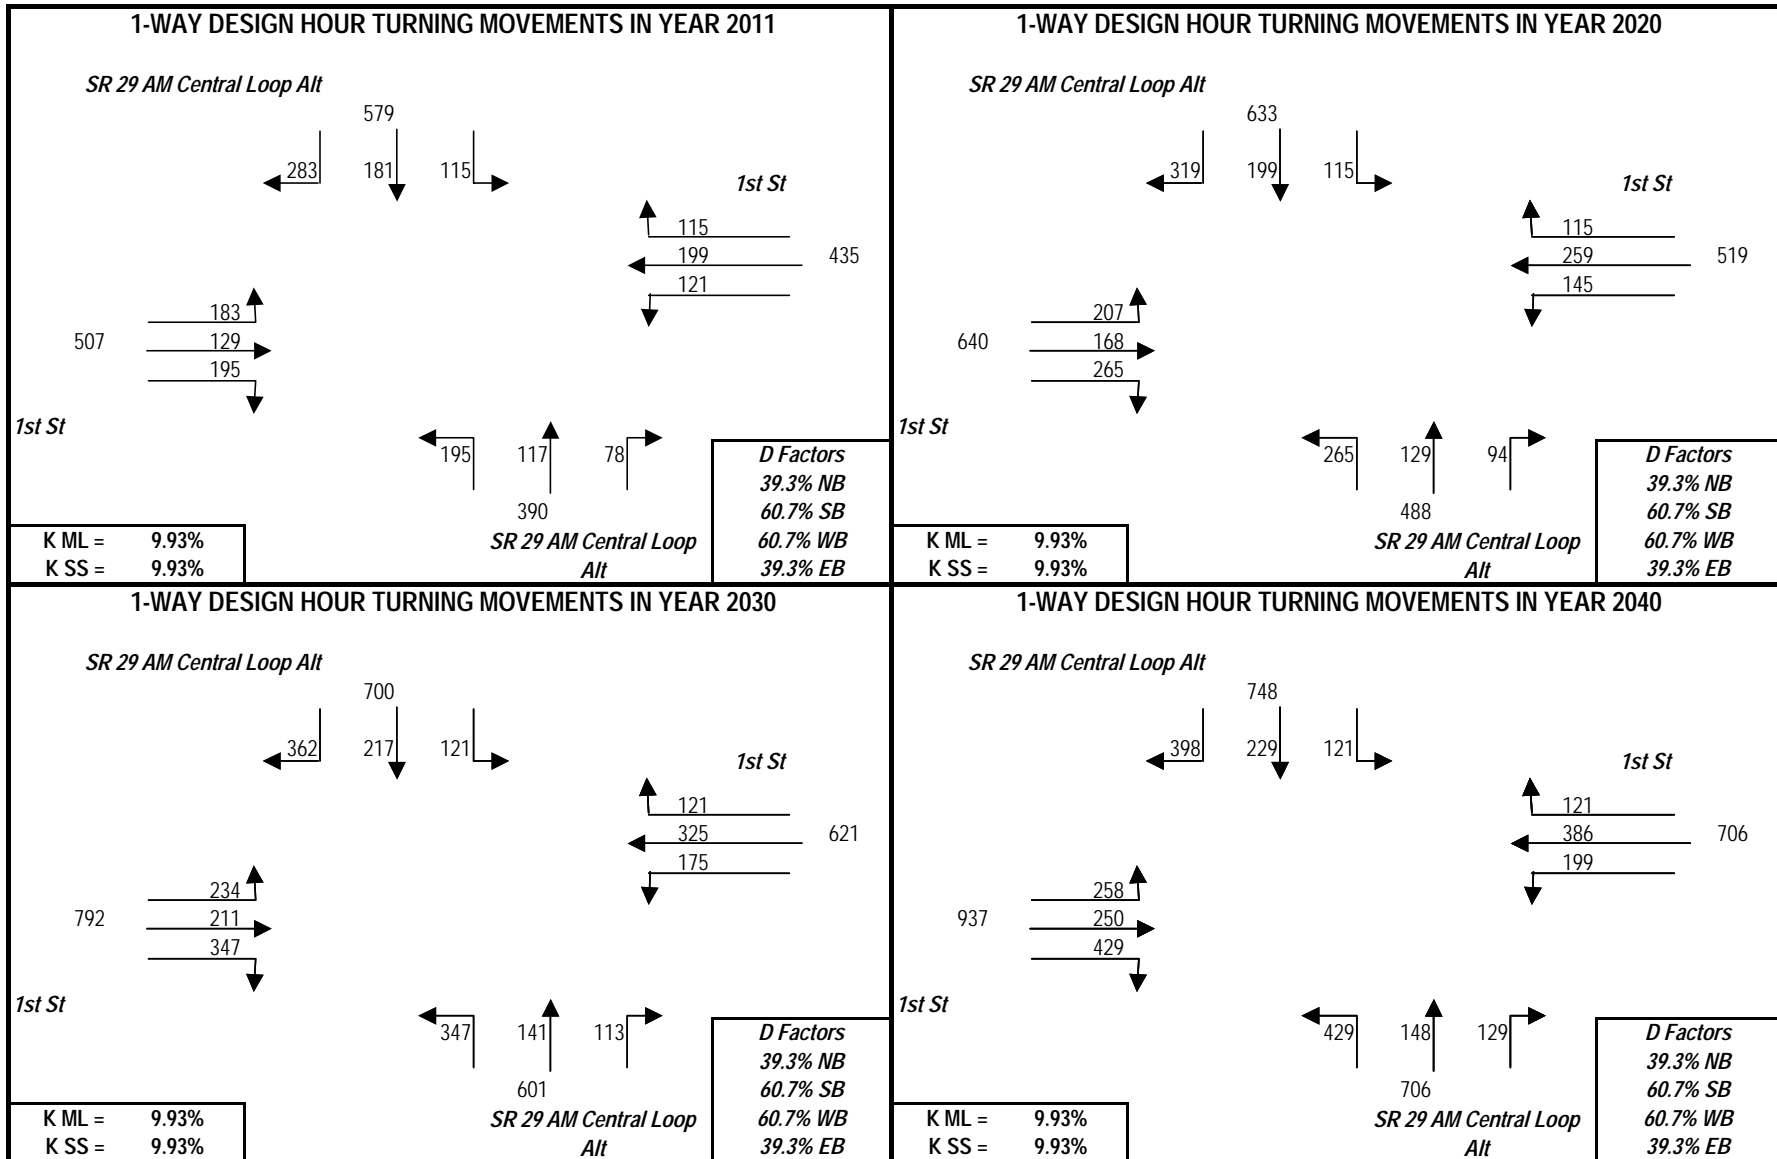 1-WAY DESIGN HOUR TURNING MOVEMENTS IN YEAR 2011
SR 29 AM Central Loop Alt
579
283 181 115
1st St
115
199 435
121
183
507 129
195
1st St
195 117 78
390
SR 29 AM Central Loop
Alt
D Factors
39.3% NB
60.7% SB
60.7% WB
39.3% EB
K ML = 9.93%
K SS = 9.93%
1-WAY DESIGN HOUR TURNING MOVEMENTS IN YEAR 2020
SR 29 AM Central Loop Alt
633
319 199 115
1st St
115
259 519
145
207
640 168
265
1st St
265 129 94
488
SR 29 AM Central Loop
Alt
D Factors
39.3% NB
60.7% SB
60.7% WB
39.3% EB
K ML = 9.93%
K SS = 9.93%
1-WAY DESIGN HOUR TURNING MOVEMENTS IN YEAR 2030
SR 29 AM Central Loop Alt
700
362 217 121
1st St
121
325 621
175
234
792 211
347
1st St
347 141 113
601
SR 29 AM Central Loop
Alt
D Factors
39.3% NB
60.7% SB
60.7% WB
39.3% EB
K ML = 9.93%
K SS = 9.93%
1-WAY DESIGN HOUR TURNING MOVEMENTS IN YEAR 2040
SR 29 AM Central Loop Alt
748
398 229 121
1st St
121
386 706
199
258
937 250
429
1st St
429 148 129
706
SR 29 AM Central Loop
Alt
D Factors
39.3% NB
60.7% SB
60.7% WB
39.3% EB
K ML = 9.93%
K SS = 9.93%